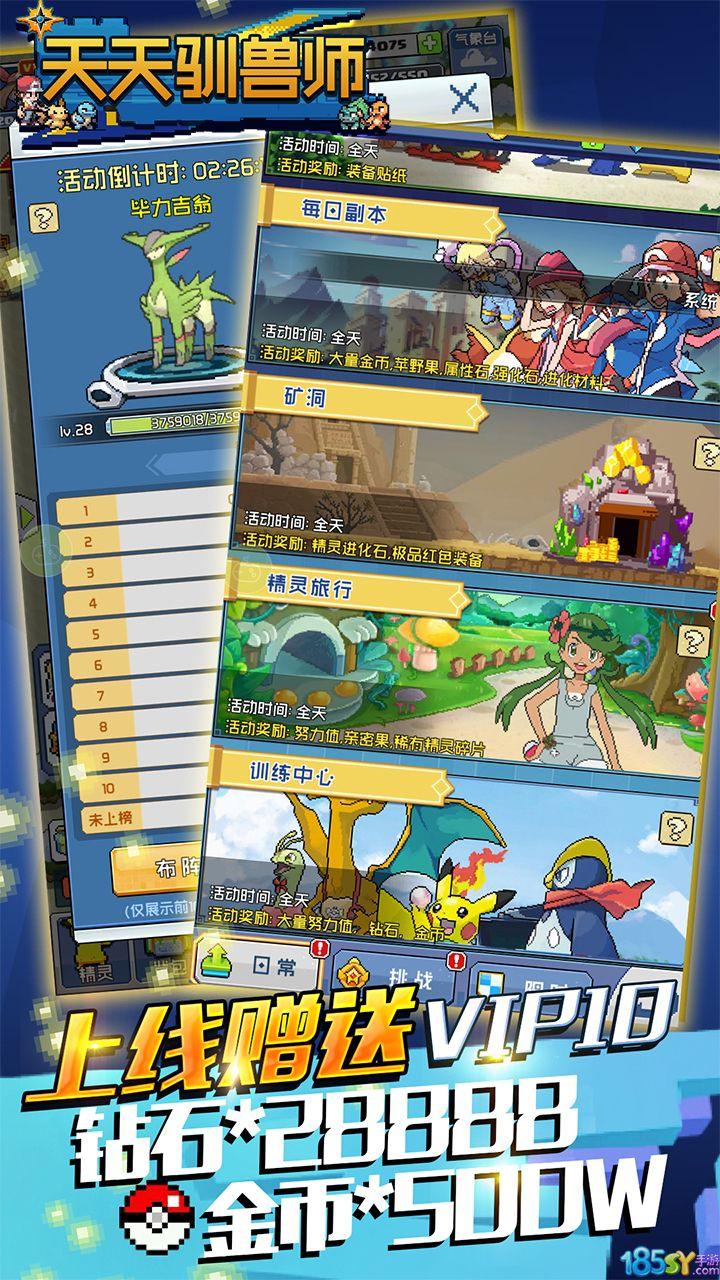 天天驯兽师
4075
气象台
活动倒计时: 02:26:
毕力吉翁
?
lv.28
3759018/3759
1
2
3
4
5
6
7
8
9
10
未上榜
布阵
精灵
活动时间: 全天
活动奖励: 装备贴纸
每日副本
系统
活动时间: 全天
活动奖励: 大量金币,苹野果,属性石,强化石,进化材料
矿洞
?
活动时间: 全天
活动奖励: 精灵进化石,极品红色装备
精灵旅行
?
活动时间: 全天
活动奖励: 努力值,亲密果,稀有精灵碎片
训练中心
?
活动时间: 全天
活动奖励: 大量努力值, 钻石, 金币
日常
挑战
上线赠送VIP10
钻石*28888
金币*500W
185sy手游
.com